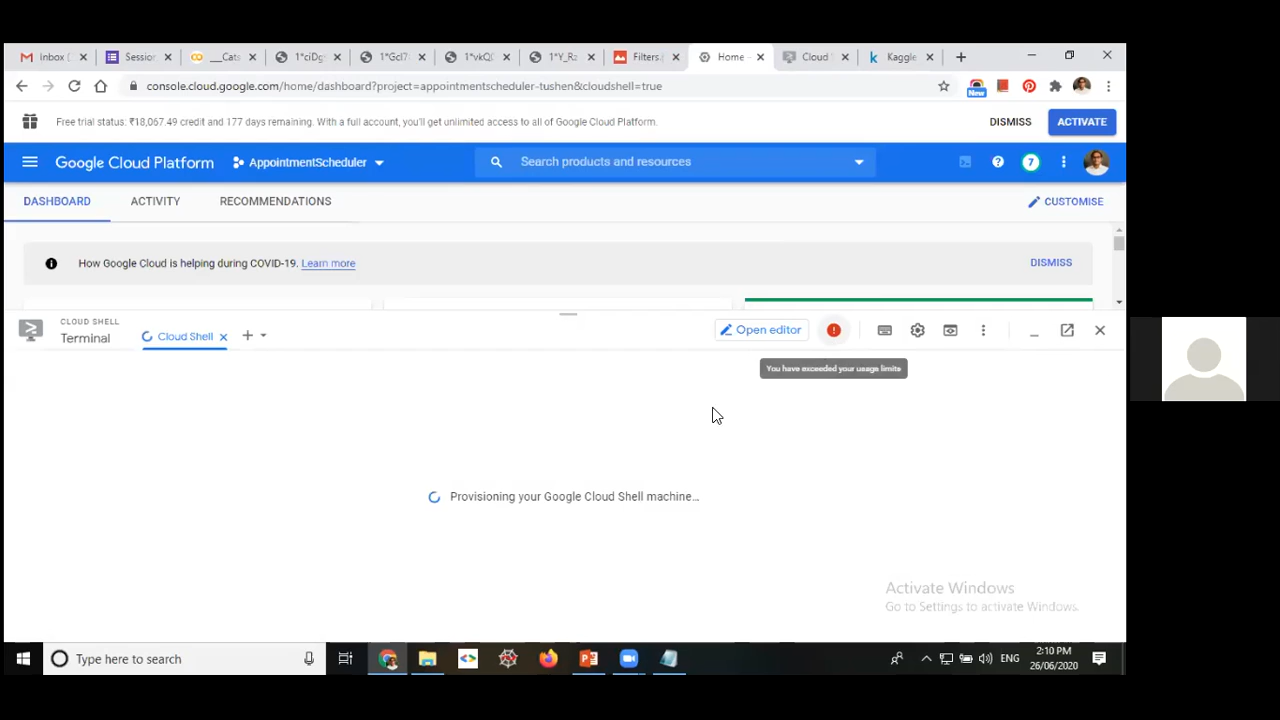 Inbox (
Session
__Cats
1*ciDg
1*Gcl7
1*vkQ(
1*Y_Rz
Filters.
Home –
Cloud
Kaggle
console.cloud.google.com/home/dashboard?project=appointmentscheduler-tushen&cloudshell=true
New
Free trial status: ₹18,067.49 credit and 177 days remaining. With a full account, you'll get unlimited access to all of Google Cloud Platform.
DISMISS
ACTIVATE
Google Cloud Platform
AppointmentScheduler
Search products and resources
7
DASHBOARD
ACTIVITY
RECOMMENDATIONS
CUSTOMISE
How Google Cloud is helping during COVID-19. Learn more
DISMISS
CLOUD SHELL
Terminal
Cloud Shell
Open editor
You have exceeded your usage limits
Provisioning your Google Cloud Shell machine...
Activate Windows
Go to Settings to activate Windows.
Type here to search
ENG
2:10 PM
26/06/2020